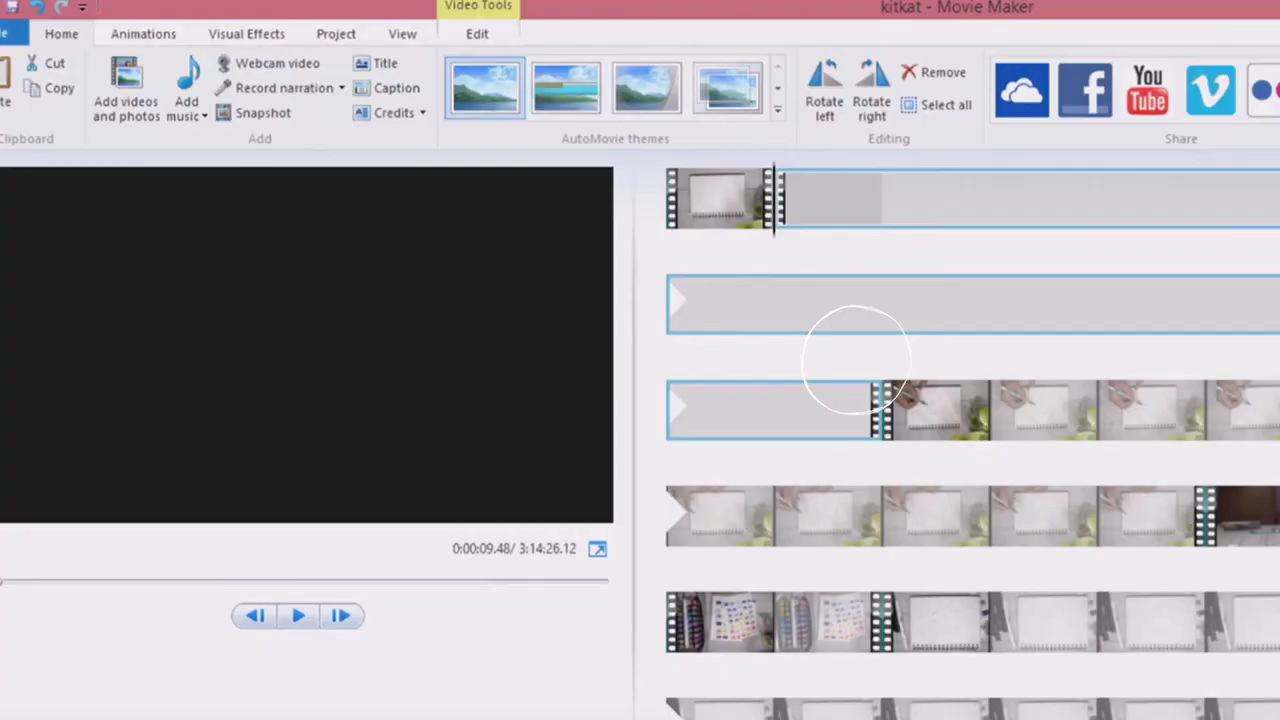 Video Tools
kitkat - Movie Maker
Home Animations Visual Effects Project View Edit
Cut
Copy
Clipboard
Add videos and photos
Add music
Webcam video
Record narration
Snapshot
Title
Caption
Credits
Add
AutoMovie themes
Rotate left
Rotate right
Remove
Select all
Editing
You Tube
Share
0:00:09.48/ 3:14:26.12